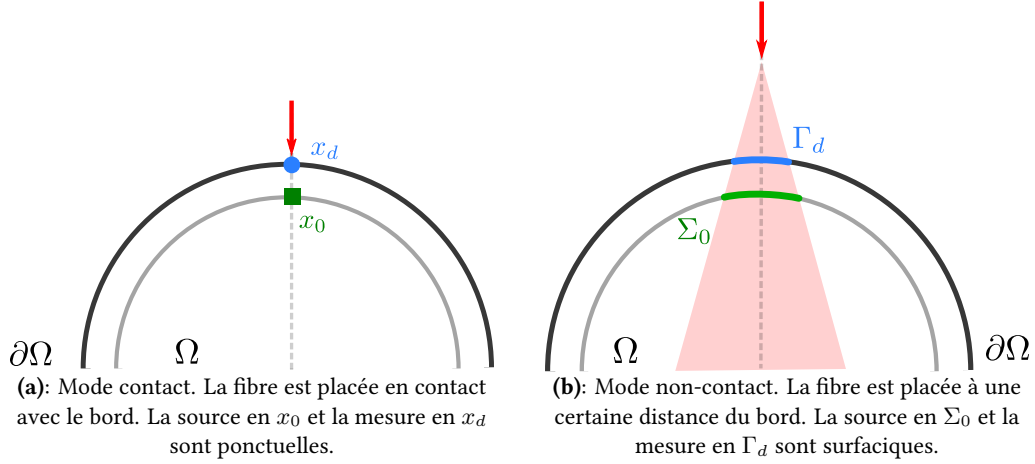 x_d
x_0
∂Ω
Ω
(a): Mode contact. La fibre est placée en contact
avec le bord. La source en x_0 et la mesure en x_d
sont ponctuelles.
Γ_d
Σ_0
Ω
∂Ω
(b): Mode non-contact. La fibre est placée à une
certaine distance du bord. La source en Σ_0 et la
mesure en Γ_d sont surfaciques.